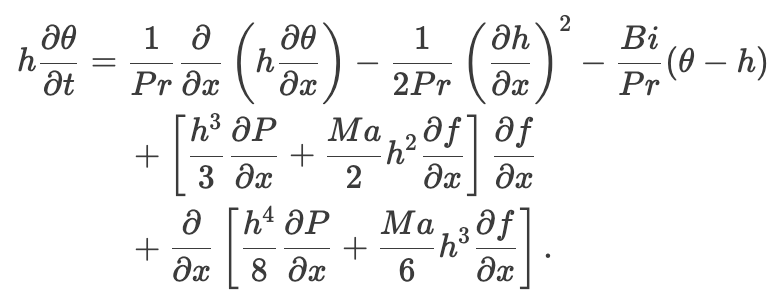 h ∂θ/∂t = 1/Pr ∂/∂x (h ∂θ/∂x) − 1/2Pr (∂h/∂x)² − Bi/Pr (θ − h)
+ [h³/3 ∂P/∂x + Ma/2 h² ∂f/∂x] ∂f/∂x
+ ∂/∂x [h⁴/8 ∂P/∂x + Ma/6 h³ ∂f/∂x] .